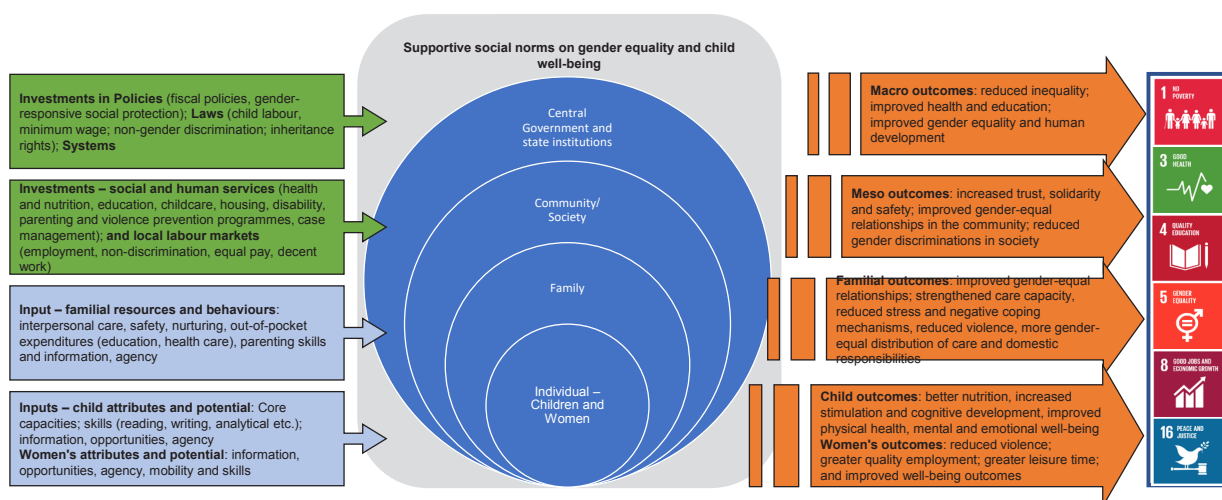 Supportive social norms on gender equality and child
well-being
Investments in Policies (fiscal policies, gender-
responsive social protection); Laws (child labour,
minimum wage; non-gender discrimination; inheritance
rights); Systems
Investments – social and human services (health
and nutrition, education, childcare, housing, disability,
parenting and violence prevention programmes, case
management); and local labour markets
(employment, non-discrimination, equal pay, decent
work)
Input – familial resources and behaviours:
interpersonal care, safety, nurturing, out-of-pocket
expenditures (education, health care), parenting skills
and information, agency
Inputs – child attributes and potential: Core
capacities; skills (reading, writing, analytical etc.);
information, opportunities, agency
Women's attributes and potential: information,
opportunities, agency, mobility and skills
Central
Government and
state institutions
Community/
Society
Family
Individual –
Children and
Women
Macro outcomes: reduced inequality;
improved health and education;
improved gender equality and human
development
Meso outcomes: increased trust, solidarity
and safety; improved gender-equal
relationships in the community; reduced
gender discriminations in society
Familial outcomes: improved gender-equal
relationships; strengthened care capacity,
reduced stress and negative coping
mechanisms, reduced violence, more gender-
equal distribution of care and domestic
responsibilities
Child outcomes: better nutrition, increased
stimulation and cognitive development, improved
physical health, mental and emotional well-being
Women's outcomes: reduced violence;
greater quality employment; greater leisure time;
and improved well-being outcomes
1 NO
POVERTY
3 GOOD
HEALTH
4 QUALITY
EDUCATION
5 GENDER
EQUALITY
8 GOOD JOBS AND
ECONOMIC GROWTH
16 PEACE AND
JUSTICE